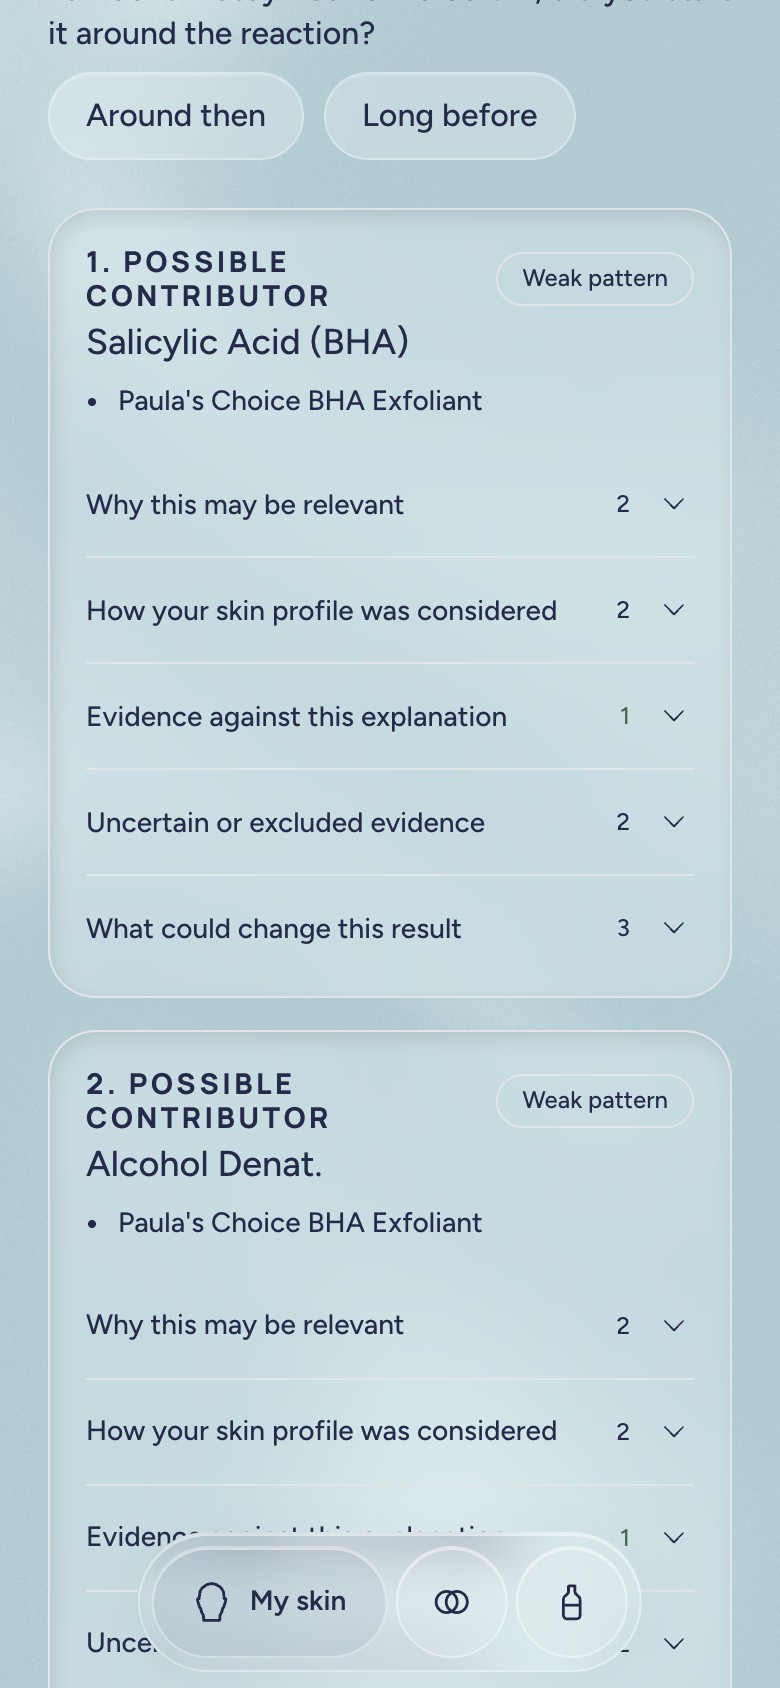 it around the reaction?
Around then
Long before
1. POSSIBLE
CONTRIBUTOR
Weak pattern
Salicylic Acid (BHA)
• Paula's Choice BHA Exfoliant
Why this may be relevant 2
How your skin profile was considered 2
Evidence against this explanation 1
Uncertain or excluded evidence 2
What could change this result 3
2. POSSIBLE
CONTRIBUTOR
Weak pattern
Alcohol Denat.
• Paula's Choice BHA Exfoliant
Why this may be relevant 2
How your skin profile was considered 2
1
My skin